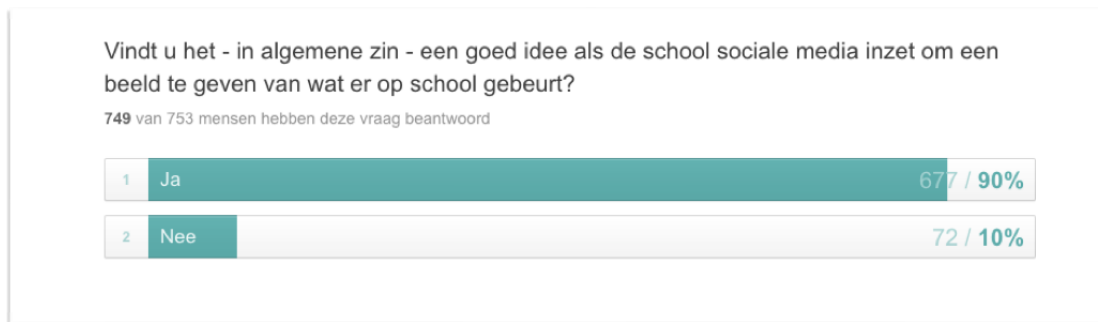 Vindt u het - in algemene zin - een goed idee als de school sociale media inzet om een
beeld te geven van wat er op school gebeurt?
749 van 753 mensen hebben deze vraag beantwoord
1 Ja 677 / 90%
2 Nee 72 / 10%